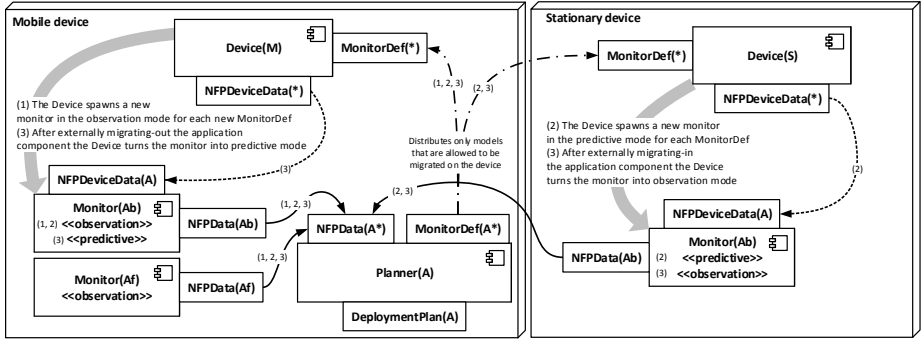 Mobile device
Device(M)
MonitorDef(*)
NFPDeviceData(*)
(1) The Device spawns a new
monitor in the observation mode for each new MonitorDef
(3) After externally migrating-out the application
component the Device turns the monitor into predictive mode
(3)
NFPDeviceData(A)
Monitor(Ab)
(1, 2) <<observation>>
(3) <<predictive>>
NFPData(Ab)
(1, 2, 3)
Monitor(Af)
<<observation>>
NFPData(Af)
(1, 2, 3)
(1, 2, 3)
(2, 3)
Distributes only models
that are allowed to be
migrated on the device
(2, 3)
NFPData(A*)
MonitorDef(A*)
Planner(A)
DeploymentPlan(A)
Stationary device
MonitorDef(*)
Device(S)
NFPDeviceData(*)
(2) The Device spawns a new monitor
in the predictive mode for each MonitorDef
(3) After externally migrating-in
the application component the Device
turns the monitor into observation mode
(2)
NFPDeviceData(A)
NFPData(Ab)
Monitor(Ab)
(2) <<predictive>>
(3) <<observation>>